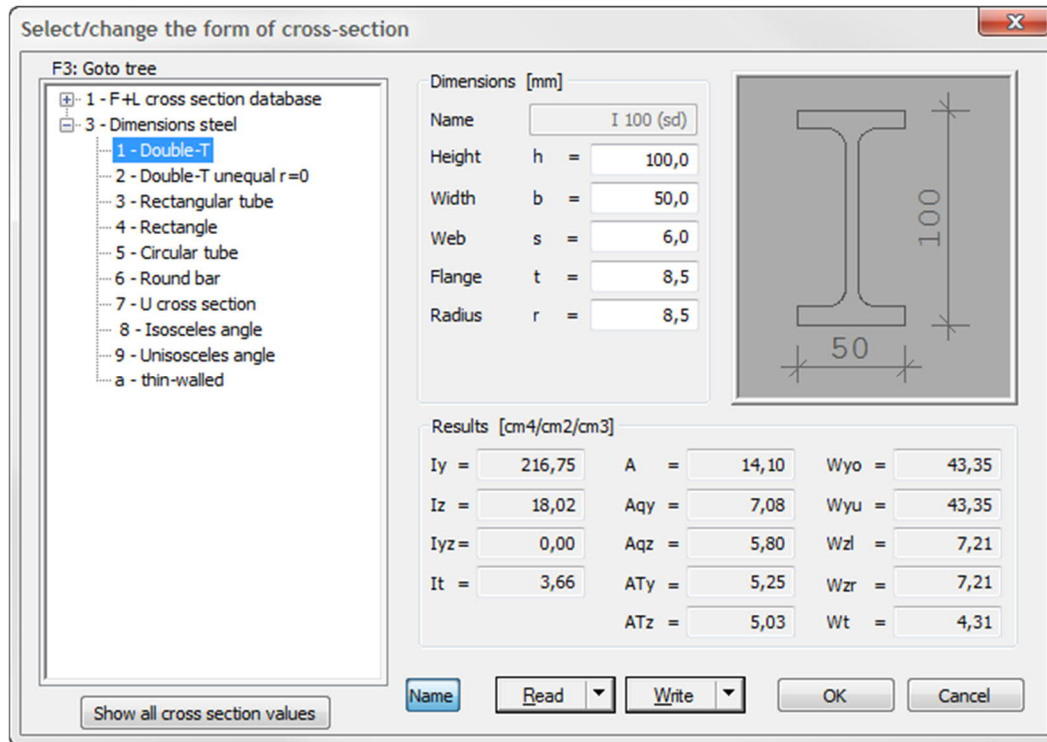 Select/change the form of cross-section
F3: Goto tree
1 - F+L cross section database
3 - Dimensions steel
1 - Double-T
2 - Double-T unequal r=0
3 - Rectangular tube
4 - Rectangle
5 - Circular tube
6 - Round bar
7 - U cross section
8 - Isosceles angle
9 - Unisosceles angle
a - thin-walled
Show all cross section values
Dimensions [mm]
Name I 100 (sd)
Height h = 100,0
Width b = 50,0
Web s = 6,0
Flange t = 8,5
Radius r = 8,5
100
50
Results [cm4/cm2/cm3]
Iy = 216,75 A = 14,10 Wyo = 43,35
Iz = 18,02 Aqy = 7,08 Wyu = 43,35
Iyz= 0,00 Aqz = 5,80 Wzl = 7,21
It = 3,66 ATy = 5,25 Wzr = 7,21
ATz = 5,03 Wt = 4,31
Name Read Write OK Cancel